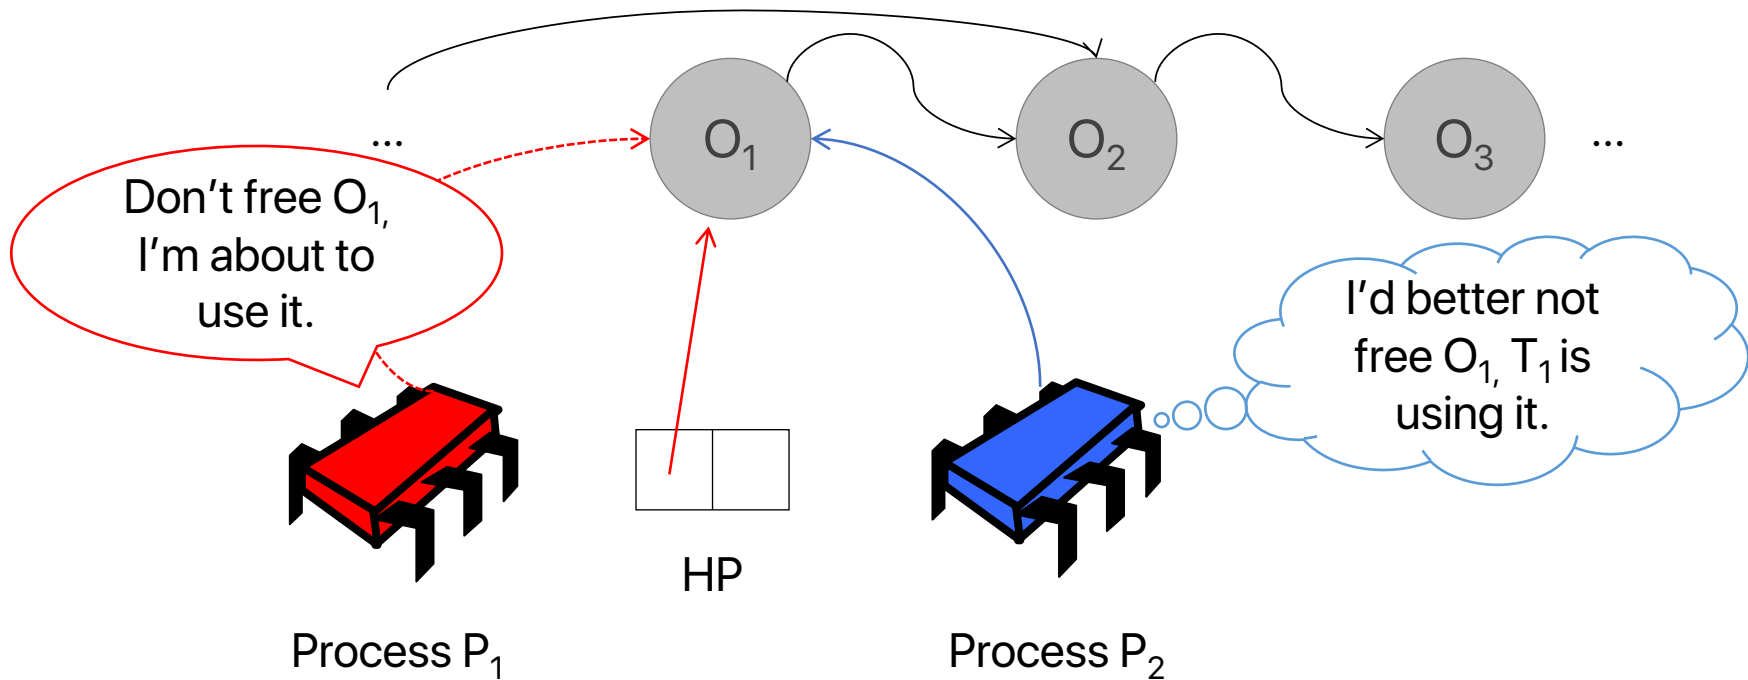 ...
O₁
O₂
O₃
...
Don't free O₁,
I'm about to
use it.
I'd better not
free O₁, T₁ is
using it.
HP
Process P₁
Process P₂